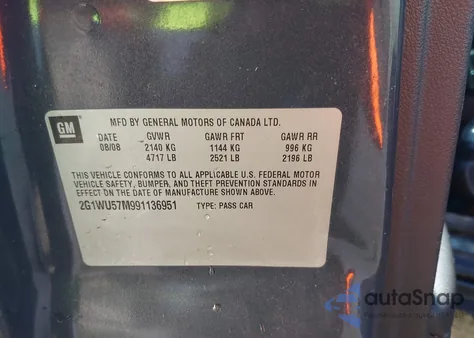 MFD BY GENERAL MOTORS OF CANADA LTD.
GM
DATE GVWR GAWR FRT GAWR RR
08/08 2140 KG 1144 KG 996 KG
4717 LB 2521 LB 2196 LB
THIS VEHICLE CONFORMS TO ALL APPLICABLE U.S. FEDERAL MOTOR
VEHICLE SAFETY, BUMPER, AND THEFT PREVENTION STANDARDS IN
EFFECT ON THE DATE OF MANUFACTURE SHOWN ABOVE.
2G1WU57M991136951 TYPE: PASS CAR
autoSnap